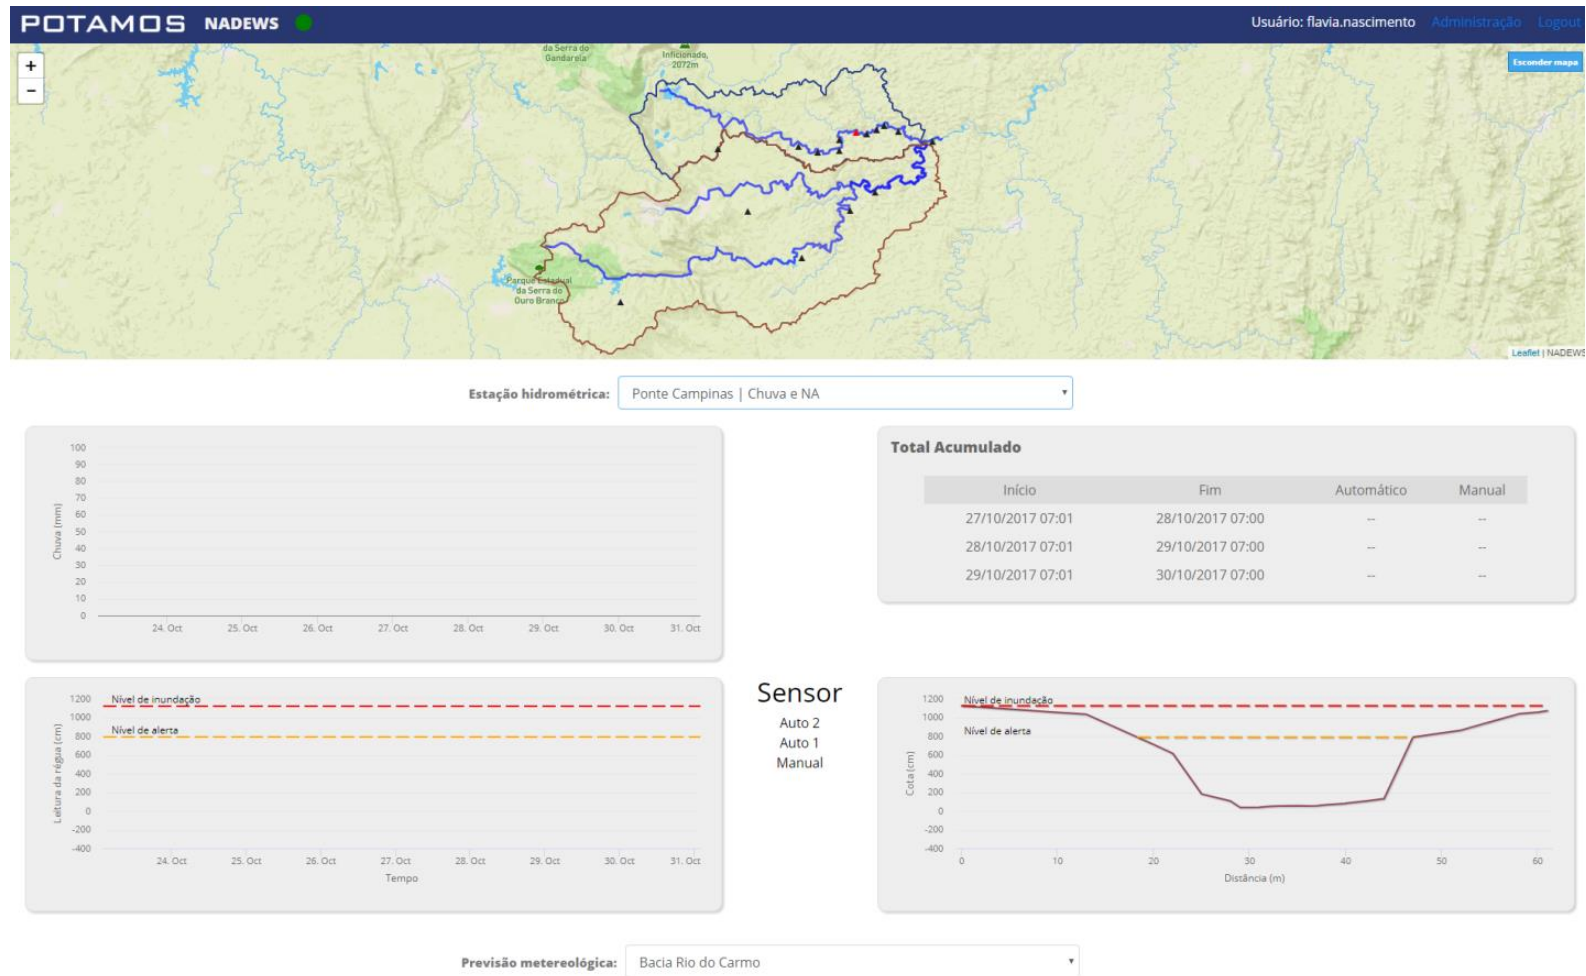 POTAMOS NADEWS Usuário: flavia.nascimento Administração Logout
+
−
da Serra do
Gandarela
Inficionado,
2072m
Esconder mapa
Parque Estadual
da Serra do
Ouro Branco
Leaflet | NADEWS
Estação hidrométrica: Ponte Campinas | Chuva e NA
Chuva (mm)
100
90
80
70
60
50
40
30
20
10
0
24. Oct 25. Oct 26. Oct 27. Oct 28. Oct 29. Oct 30. Oct 31. Oct
Total Acumulado
Início Fim Automático Manual
27/10/2017 07:01 28/10/2017 07:00 -- --
28/10/2017 07:01 29/10/2017 07:00 -- --
29/10/2017 07:01 30/10/2017 07:00 -- --
Leitura da régua (cm)
1200
1000
800
600
400
200
0
-200
-400
Nível de inundação
Nível de alerta
24. Oct 25. Oct 26. Oct 27. Oct 28. Oct 29. Oct 30. Oct 31. Oct
Tempo
Sensor
Auto 2
Auto 1
Manual
Cota (cm)
1200
1000
800
600
400
200
0
-200
-400
Nível de inundação
Nível de alerta
0 10 20 30 40 50 60
Distância (m)
Previsão metereológica: Bacia Rio do Carmo